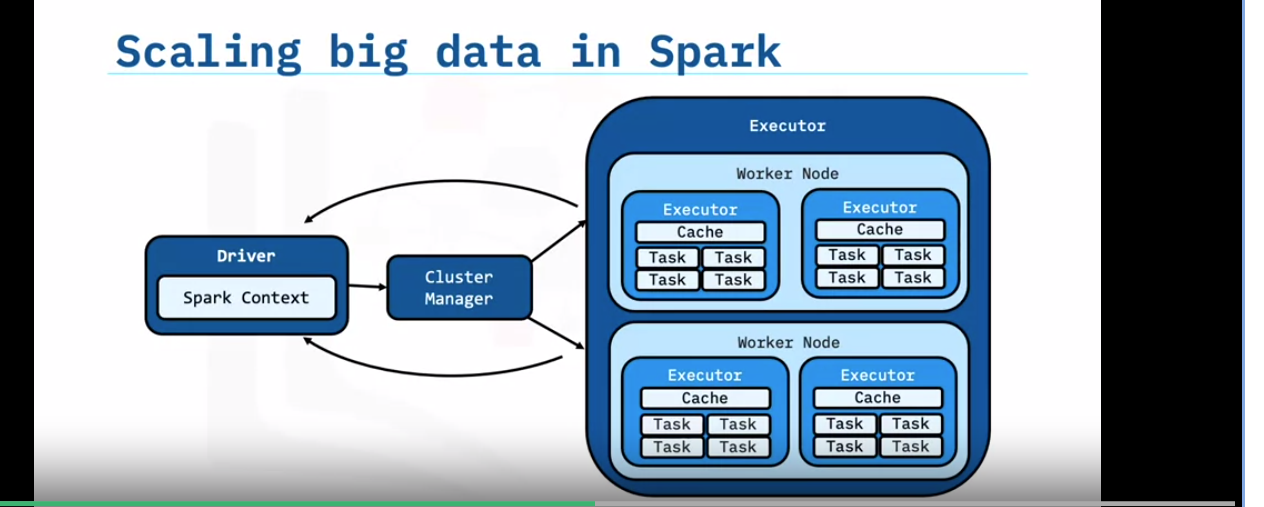 Scaling big data in Spark
Driver
Spark Context
Cluster
Manager
Executor
Worker Node
Executor
Cache
Task Task
Task Task
Executor
Cache
Task Task
Task Task
Worker Node
Executor
Cache
Task Task
Task Task
Executor
Cache
Task Task
Task Task